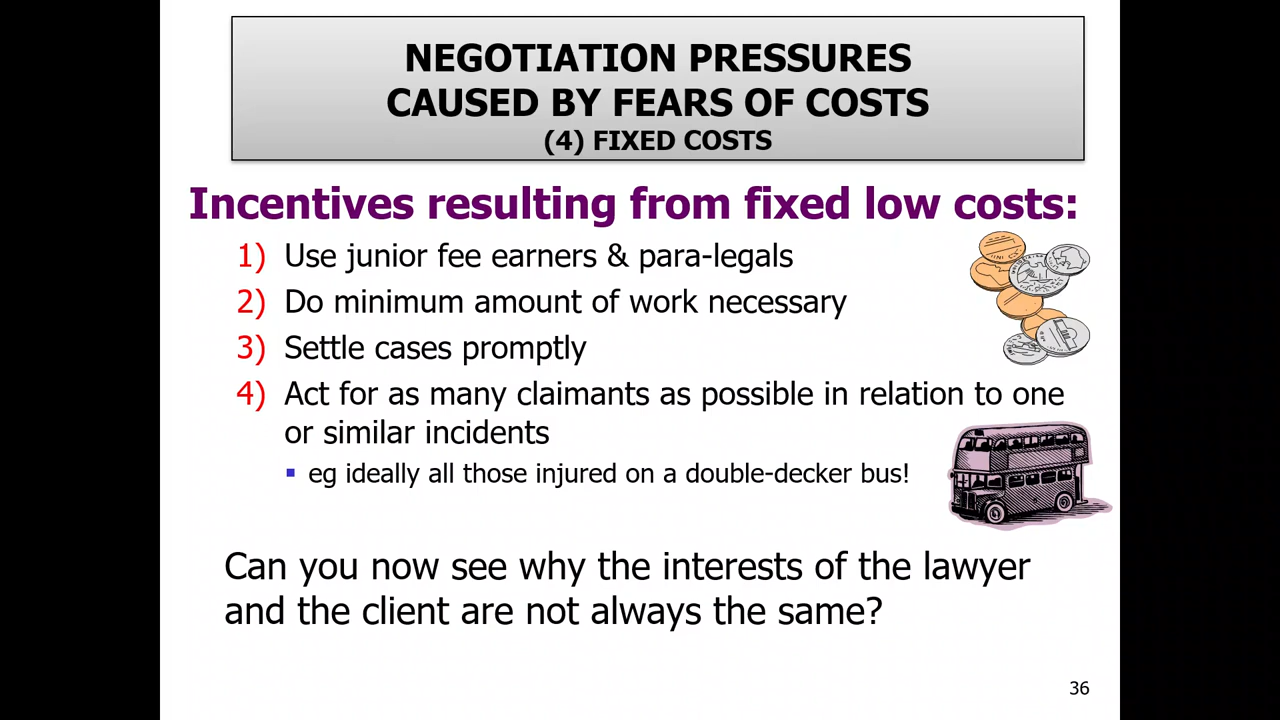 NEGOTIATION PRESSURES
CAUSED BY FEARS OF COSTS
(4) FIXED COSTS
Incentives resulting from fixed low costs:
1) Use junior fee earners & para-legals
2) Do minimum amount of work necessary
3) Settle cases promptly
4) Act for as many claimants as possible in relation to one
or similar incidents
▪ eg ideally all those injured on a double-decker bus!
Can you now see why the interests of the lawyer
and the client are not always the same?
36